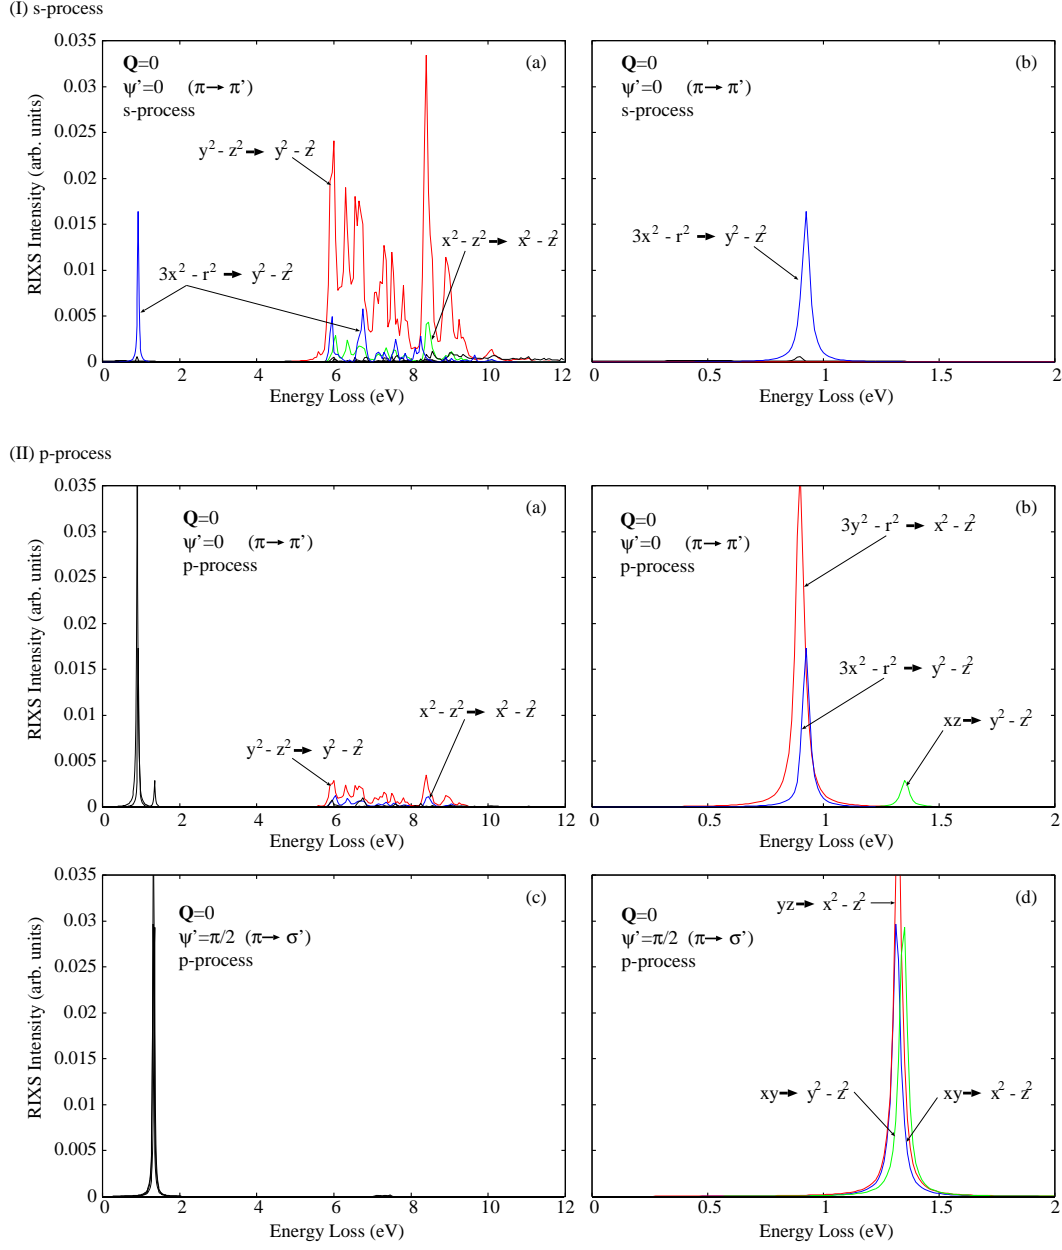 (I) s-process
RIXS Intensity (arb. units)
0.035
0.03
0.025
0.02
0.015
0.01
0.005
0
Q=0
ψ'=0 (π→ π')
s-process
(a)
y² - z² → y² - z²
x² - z² → x² - z²
3x² - r² → y² - z²
0 2 4 6 8 10 12
Energy Loss (eV)
Q=0
ψ'=0 (π→ π')
s-process
(b)
3x² - r² → y² - z²
0 0.5 1 1.5 2
Energy Loss (eV)
(II) p-process
RIXS Intensity (arb. units)
0.035
0.03
0.025
0.02
0.015
0.01
0.005
0
Q=0
ψ'=0 (π→ π')
p-process
(a)
x² - z² → x² - z²
y² - z² → y² - z²
0 2 4 6 8 10 12
Energy Loss (eV)
Q=0
ψ'=0 (π→ π')
p-process
(b)
3y² - r² → x² - z²
3x² - r² → y² - z²
xz → y² - z²
0 0.5 1 1.5 2
Energy Loss (eV)
RIXS Intensity (arb. units)
0.035
0.03
0.025
0.02
0.015
0.01
0.005
0
Q=0
ψ'=π/2 (π→ σ')
p-process
(c)
0 2 4 6 8 10 12
Energy Loss (eV)
Q=0
ψ'=π/2 (π→ σ')
p-process
(d)
yz → x² - z²
xy → y² - z²
xy → x² - z²
0 0.5 1 1.5 2
Energy Loss (eV)